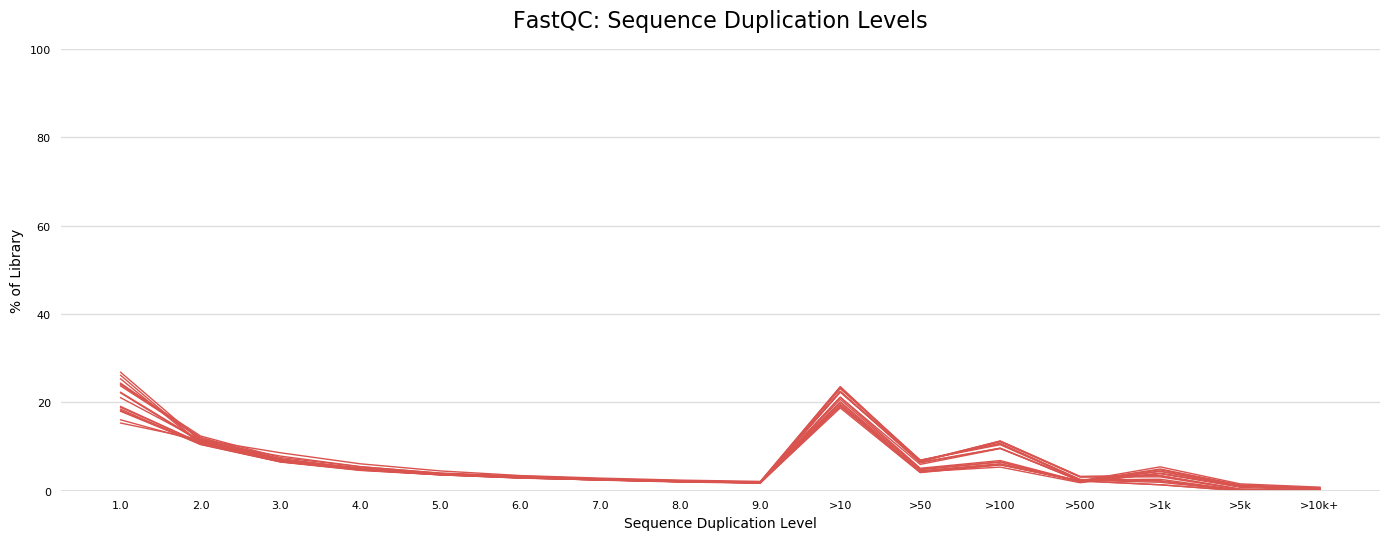 FastQC: Sequence Duplication Levels
100
80
60
40
20
0
% of Library
1.0 2.0 3.0 4.0 5.0 6.0 7.0 8.0 9.0 >10 >50 >100 >500 >1k >5k >10k+
Sequence Duplication Level